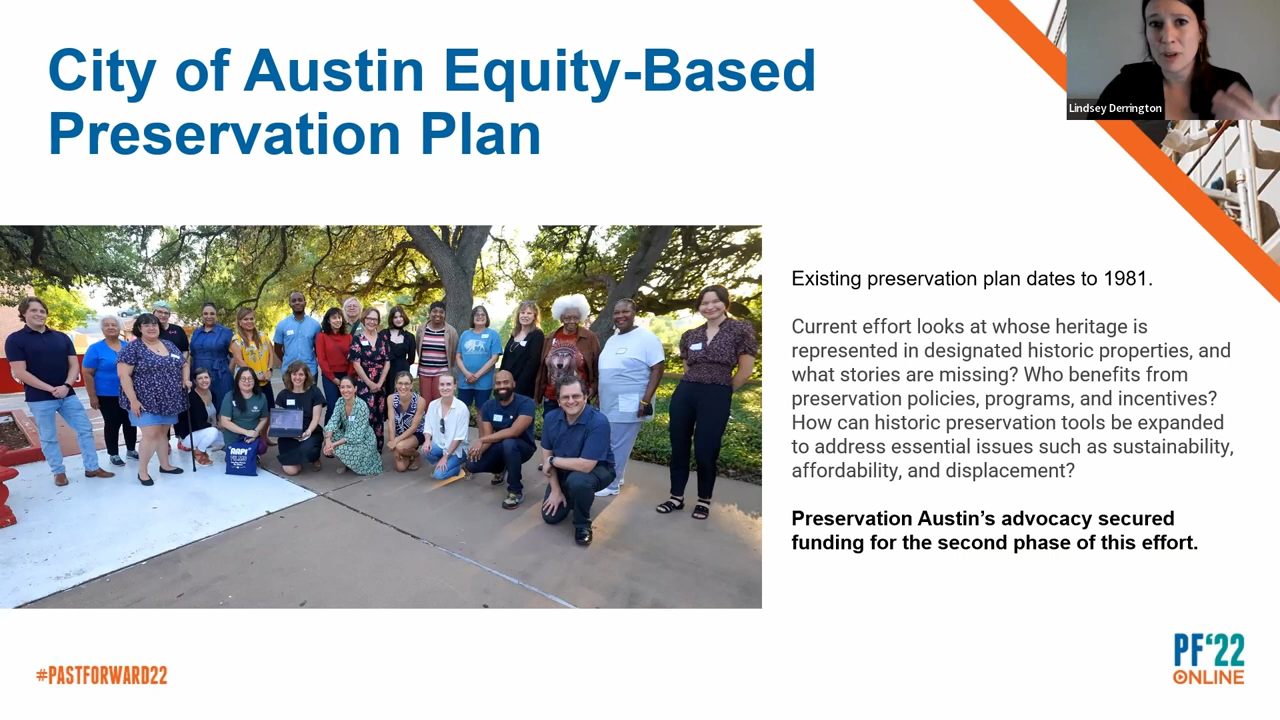 City of Austin Equity-Based
Preservation Plan
Lindsey Derrington
Existing preservation plan dates to 1981.
Current effort looks at whose heritage is
represented in designated historic properties, and
what stories are missing? Who benefits from
preservation policies, programs, and incentives?
How can historic preservation tools be expanded
to address essential issues such as sustainability,
affordability, and displacement?
Preservation Austin’s advocacy secured
funding for the second phase of this effort.
"AAPI"
#PASTFORWARD22
PF‘22
ONLINE